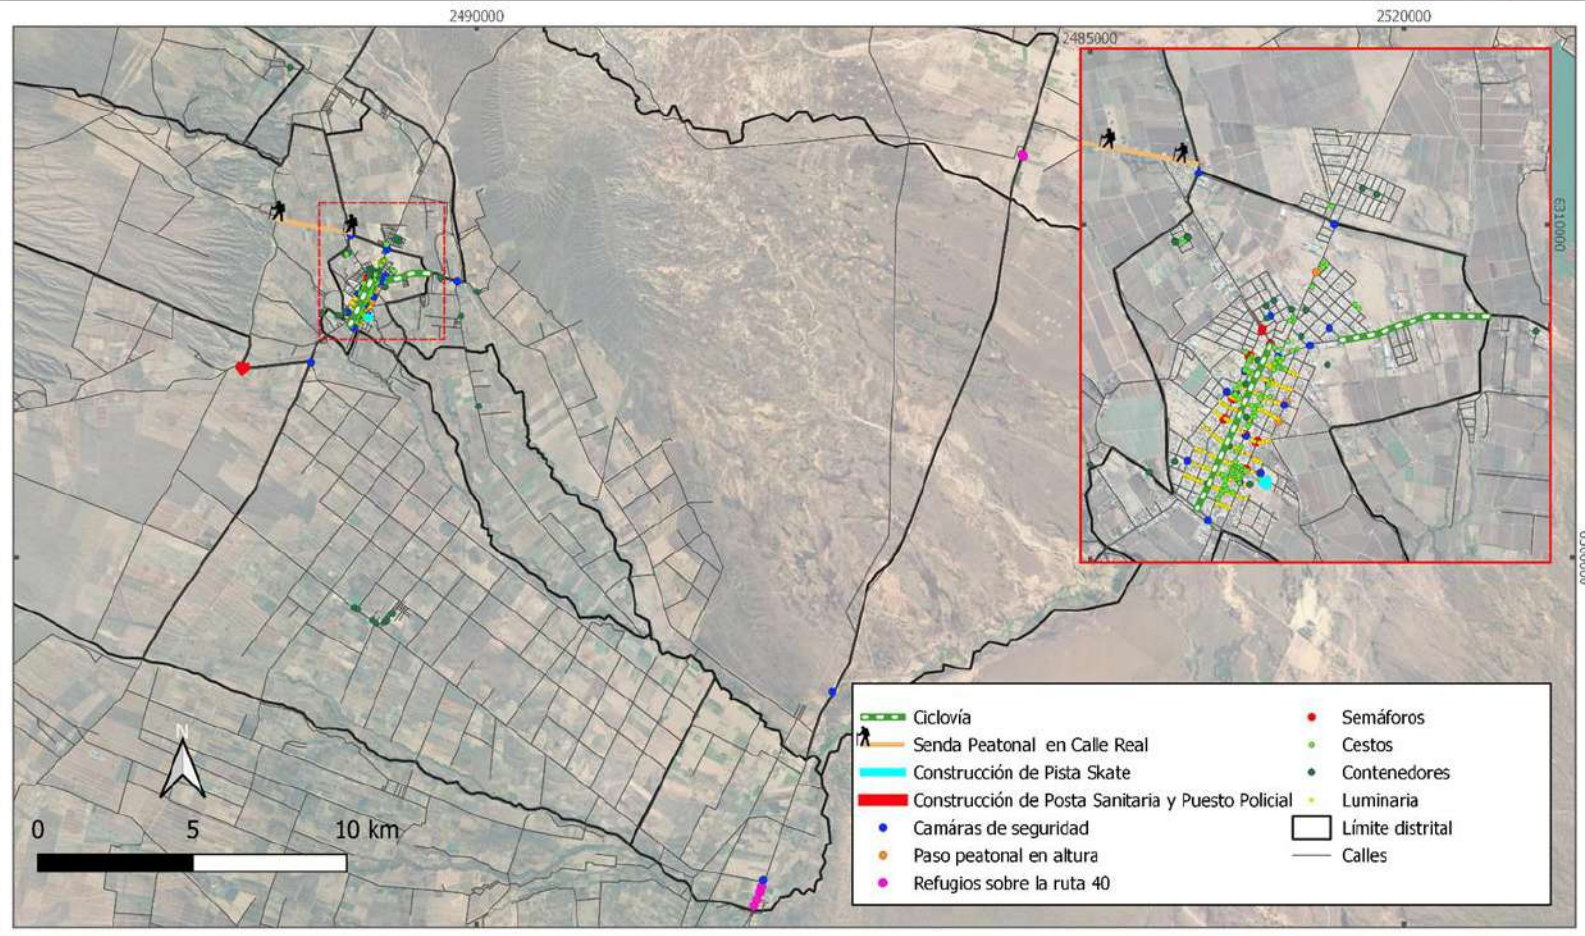 2490000
2520000
2485000
6310000
N
0 5 10 km
Ciclovía
Senda Peatonal en Calle Real
Construcción de Pista Skate
Construcción de Posta Sanitaria y Puesto Policial
Camáras de seguridad
Paso peatonal en altura
Refugios sobre la ruta 40
Semáforos
Cestos
Contenedores
Luminaria
Límite distrital
Calles